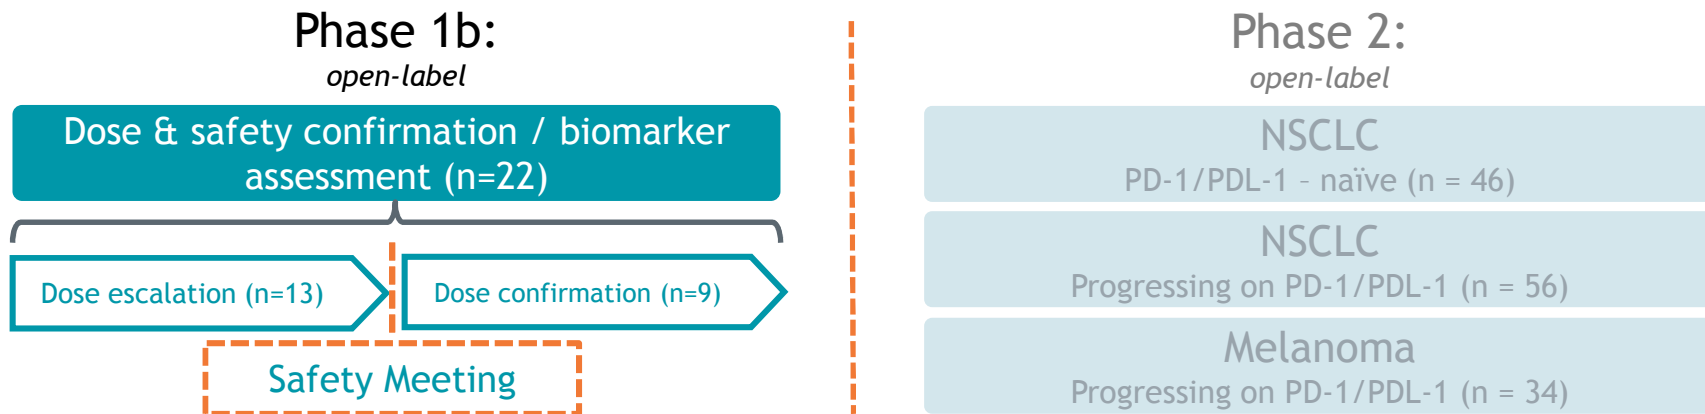 Phase 1b:
open-label
Dose & safety confirmation / biomarker
assessment (n=22)
Dose escalation (n=13)
Dose confirmation (n=9)
Safety Meeting
Phase 2:
open-label
NSCLC
PD-1/PDL-1 – naïve (n = 46)
NSCLC
Progressing on PD-1/PDL-1 (n = 56)
Melanoma
Progressing on PD-1/PDL-1 (n = 34)